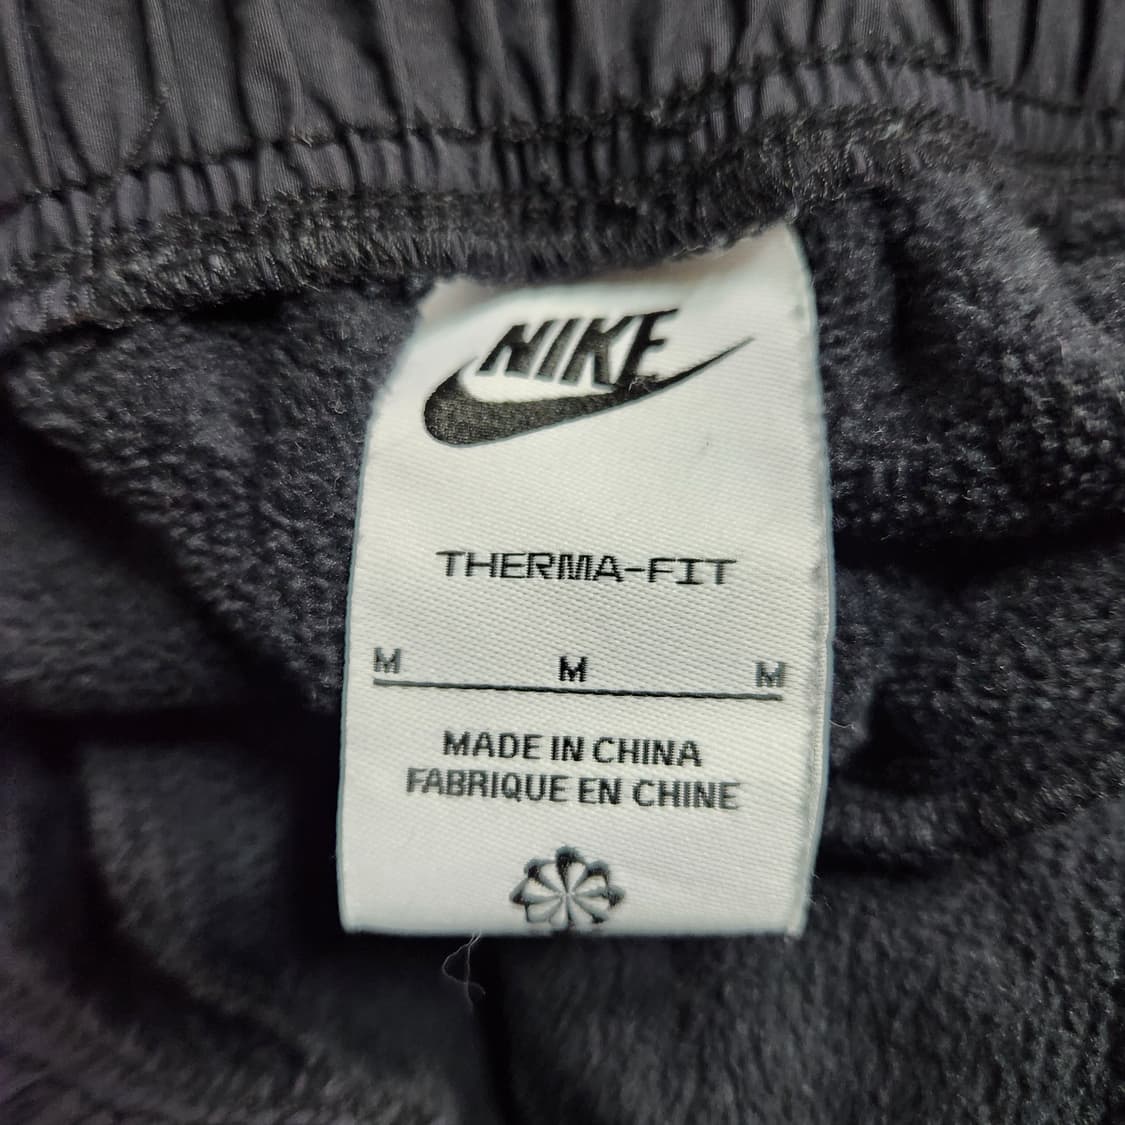 NIKE
THERMA-FIT
M M M
MADE IN CHINA
FABRIQUE EN CHINE